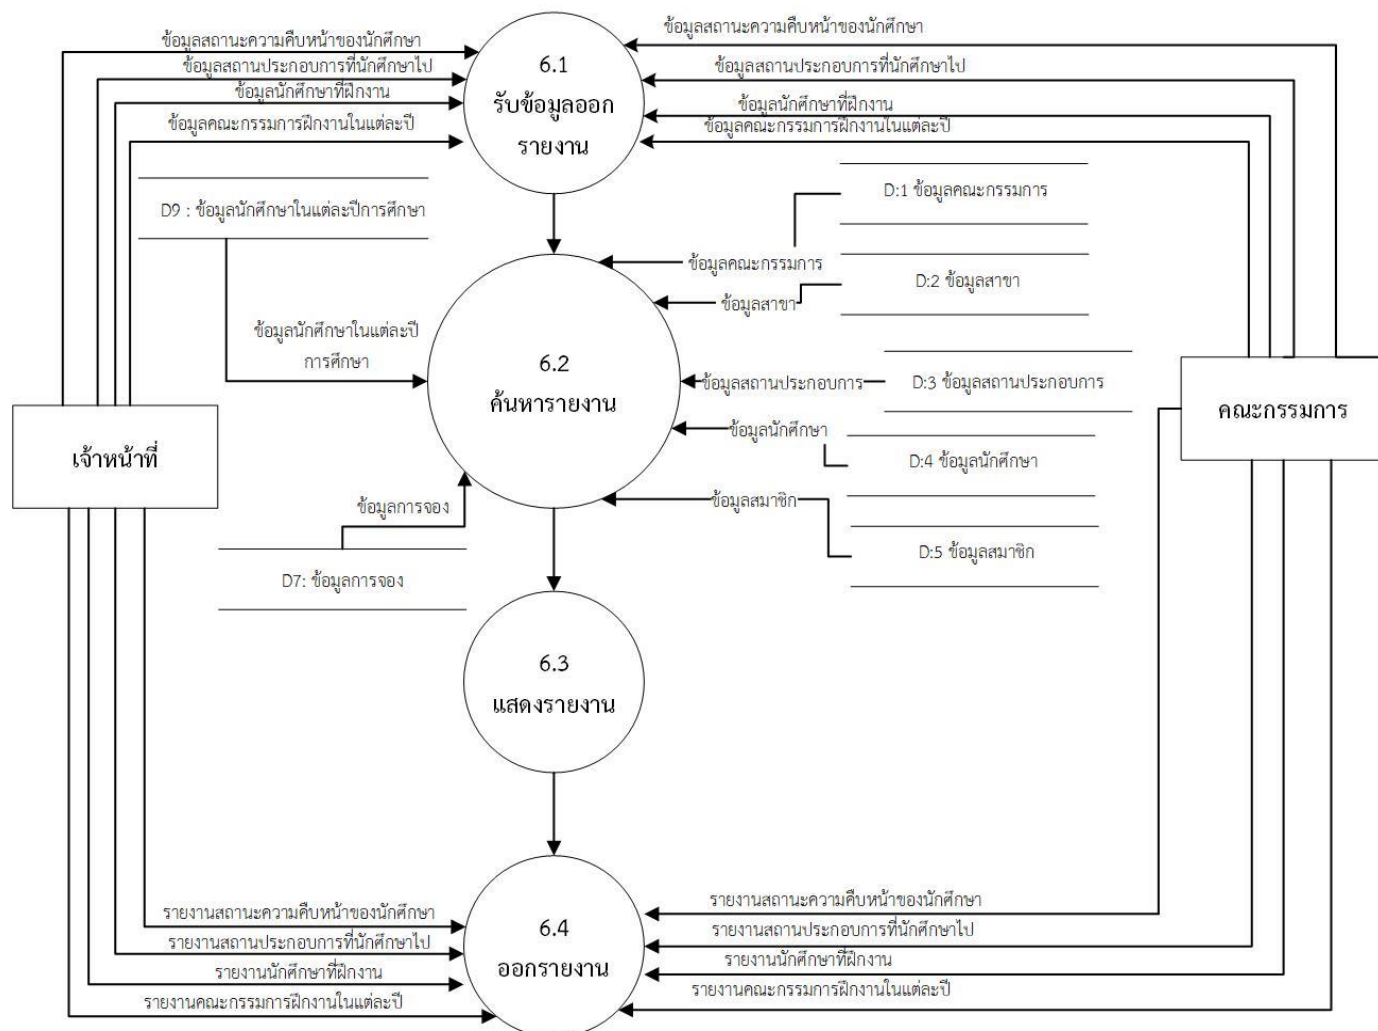 ข้อมูลสถานะความคืบหน้าของนักศึกษา
ข้อมูลสถานประกอบการที่นักศึกษาไป
ข้อมูลนักศึกษาที่ฝึกงาน
ข้อมูลคณะกรรมการฝึกงานในแต่ละปี
6.1
รับข้อมูลออก
รายงาน
ข้อมูลสถานะความคืบหน้าของนักศึกษา
ข้อมูลสถานประกอบการที่นักศึกษาไป
ข้อมูลนักศึกษาที่ฝึกงาน
ข้อมูลคณะกรรมการฝึกงานในแต่ละปี
D9 : ข้อมูลนักศึกษาในแต่ละปีการศึกษา
D:1 ข้อมูลคณะกรรมการ
ข้อมูลคณะกรรมการ
D:2 ข้อมูลสาขา
ข้อมูลสาขา
ข้อมูลนักศึกษาในแต่ละปี
การศึกษา
6.2
ค้นหารายงาน
ข้อมูลสถานประกอบการ
D:3 ข้อมูลสถานประกอบการ
คณะกรรมการ
เจ้าหน้าที่
ข้อมูลนักศึกษา
D:4 ข้อมูลนักศึกษา
ข้อมูลการจอง
ข้อมูลสมาชิก
D:5 ข้อมูลสมาชิก
D7: ข้อมูลการจอง
6.3
แสดงรายงาน
รายงานสถานะความคืบหน้าของนักศึกษา
รายงานสถานประกอบการที่นักศึกษาไป
รายงานนักศึกษาที่ฝึกงาน
รายงานคณะกรรมการฝึกงานในแต่ละปี
6.4
ออกรายงาน
รายงานสถานะความคืบหน้าของนักศึกษา
รายงานสถานประกอบการที่นักศึกษาไป
รายงานนักศึกษาที่ฝึกงาน
รายงานคณะกรรมการฝึกงานในแต่ละปี